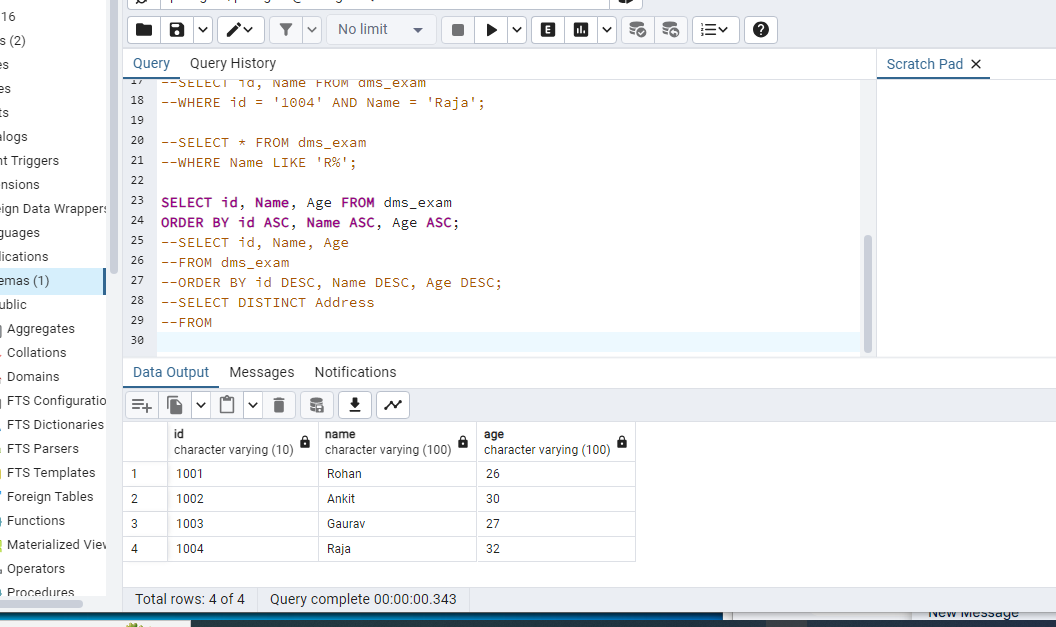 16
(2)
No limit
Query
Query History
Scratch Pad
17 --SELECT id, Name FROM dms_exam
18 --WHERE id = '1004' AND Name = 'Raja';
19
20 --SELECT * FROM dms_exam
21 --WHERE Name LIKE 'R%';
22
23 SELECT id, Name, Age FROM dms_exam
24 ORDER BY id ASC, Name ASC, Age ASC;
25 --SELECT id, Name, Age
26 --FROM dms_exam
27 --ORDER BY id DESC, Name DESC, Age DESC;
28 --SELECT DISTINCT Address
29 --FROM
30
alogs
nt Triggers
nsions
eign Data Wrappers
guages
lications
emas (1)
ublic
Aggregates
Collations
Domains
FTS Configuratio
FTS Dictionaries
FTS Parsers
FTS Templates
Foreign Tables
Functions
Materialized View
Operators
Procedures
Data Output
Messages
Notifications
id
character varying (10)
name
character varying (100)
age
character varying (100)
1 1001 Rohan 26
2 1002 Ankit 30
3 1003 Gaurav 27
4 1004 Raja 32
Total rows: 4 of 4
Query complete 00:00:00.343
New Message